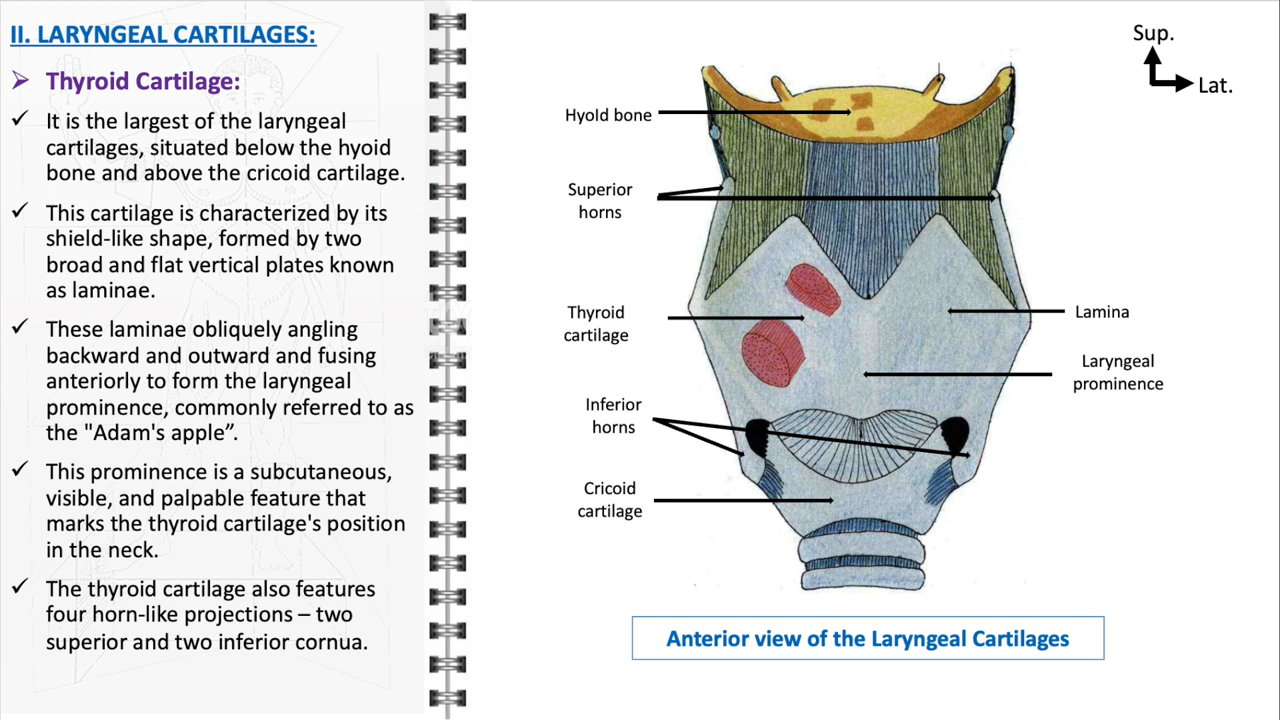 II. LARYNGEAL CARTILAGES:
➢ Thyroid Cartilage:
✓ It is the largest of the laryngeal
cartilages, situated below the hyoid
bone and above the cricoid cartilage.
✓ This cartilage is characterized by its
shield-like shape, formed by two
broad and flat vertical plates known
as laminae.
✓ These laminae obliquely angling
backward and outward and fusing
anteriorly to form the laryngeal
prominence, commonly referred to as
the "Adam's apple”.
✓ This prominence is a subcutaneous,
visible, and palpable feature that
marks the thyroid cartilage's position
in the neck.
✓ The thyroid cartilage also features
four horn-like projections – two
superior and two inferior cornua.
Sup.
Lat.
Hyold bone
Superior
horns
Thyroid
cartilage
Inferior
horns
Cricoid
cartilage
Lamina
Laryngeal
prominence
Anterior view of the Laryngeal Cartilages